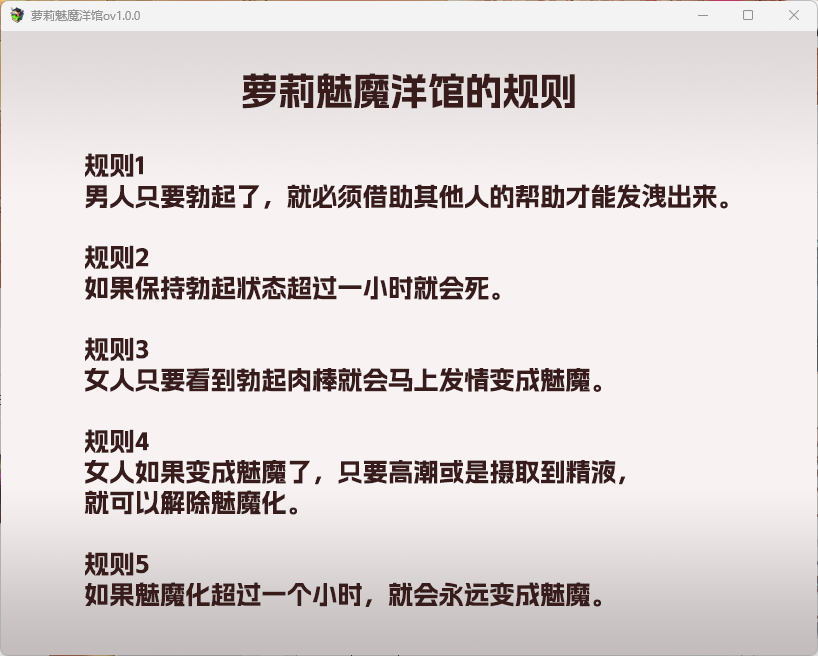 萝莉魅魔洋馆ov1.0.0
萝莉魅魔洋馆的规则
规则1
男人只要勃起了，就必须借助其他人的帮助才能发洩出来。
规则2
如果保持勃起状态超过一小时就会死。
规则3
女人只要看到勃起肉棒就会马上发情变成魅魔。
规则4
女人如果变成魅魔了，只要高潮或是摄取到精液，
就可以解除魅魔化。
规则5
如果魅魔化超过一个小时，就会永远变成魅魔。